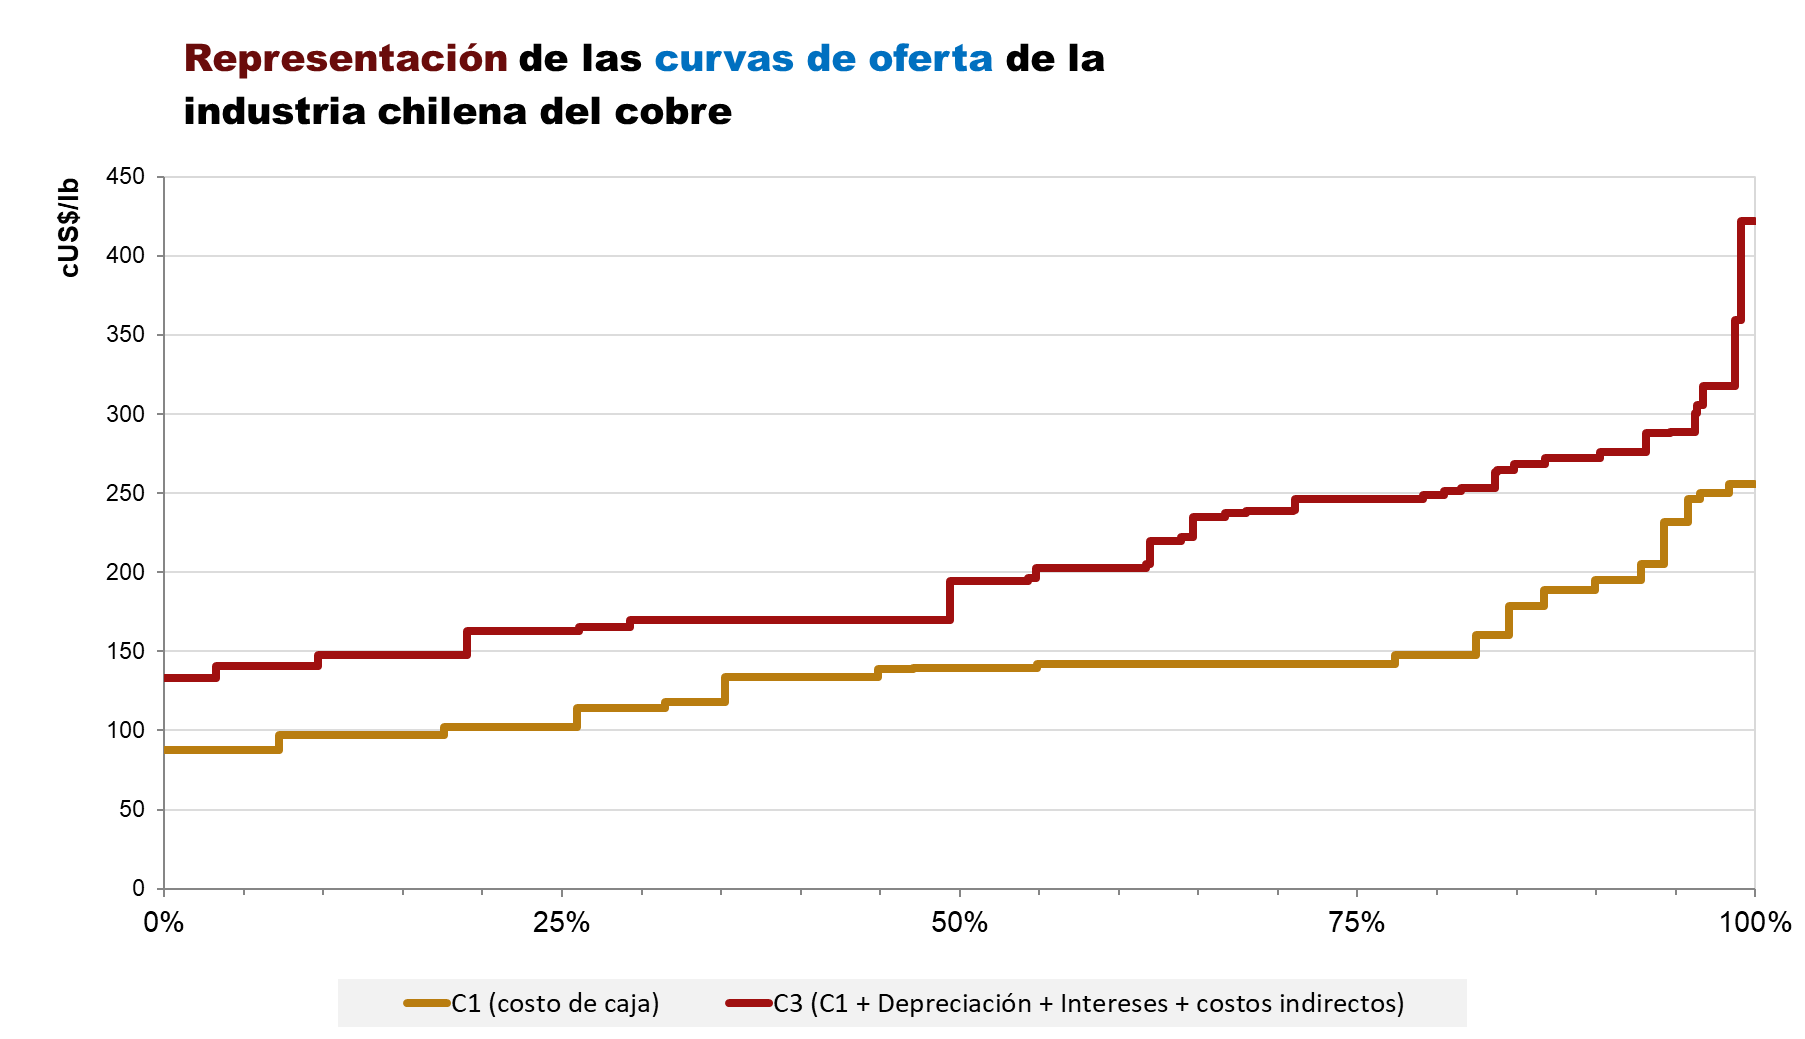 Representación de las curvas de oferta de la
industria chilena del cobre
cUS$/lb
450
400
350
300
250
200
150
100
50
0
0% 25% 50% 75% 100%
C1 (costo de caja) C3 (C1 + Depreciación + Intereses + costos indirectos)